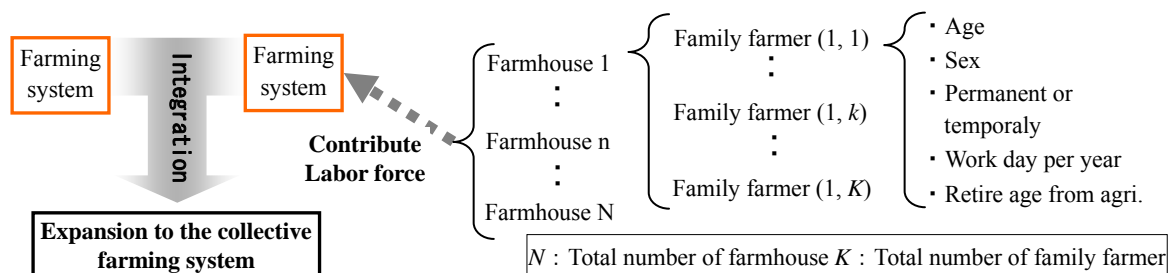 Farming
system
Integration
Farming
system
Contribute
Labor force
Expansion to the collective
farming system
Farmhouse 1
Farmhouse n
Farmhouse N
Family farmer (1, 1)
Family farmer (1, k)
Family farmer (1, K)
・Age
・Sex
・Permanent or
temporaly
・Work day per year
・Retire age from agri.
N : Total number of farmhouse K : Total number of family farmer